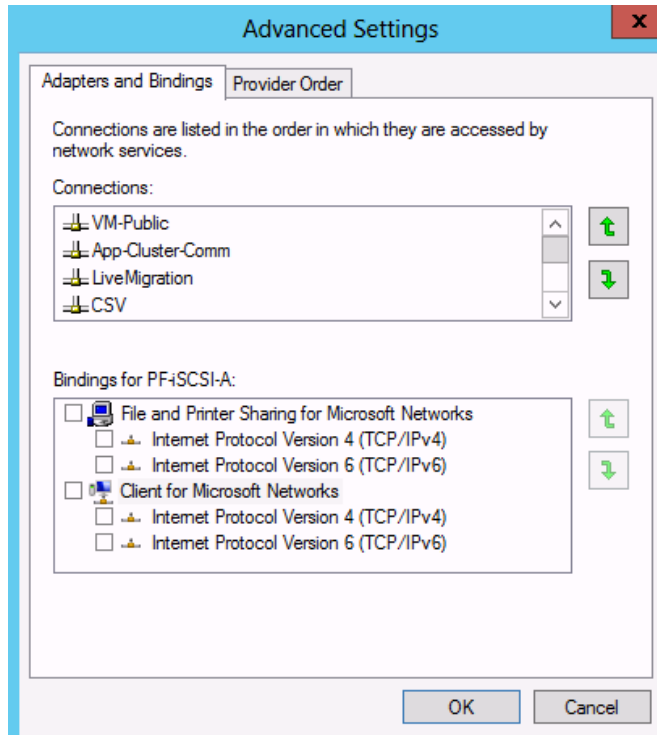 Advanced Settings
x
Adapters and Bindings
Provider Order
Connections are listed in the order in which they are accessed by
network services.
Connections:
VM-Public
App-Cluster-Comm
LiveMigration
CSV
Bindings for PF-iSCSI-A:
File and Printer Sharing for Microsoft Networks
Internet Protocol Version 4 (TCP/IPv4)
Internet Protocol Version 6 (TCP/IPv6)
Client for Microsoft Networks
Internet Protocol Version 4 (TCP/IPv4)
Internet Protocol Version 6 (TCP/IPv6)
OK
Cancel